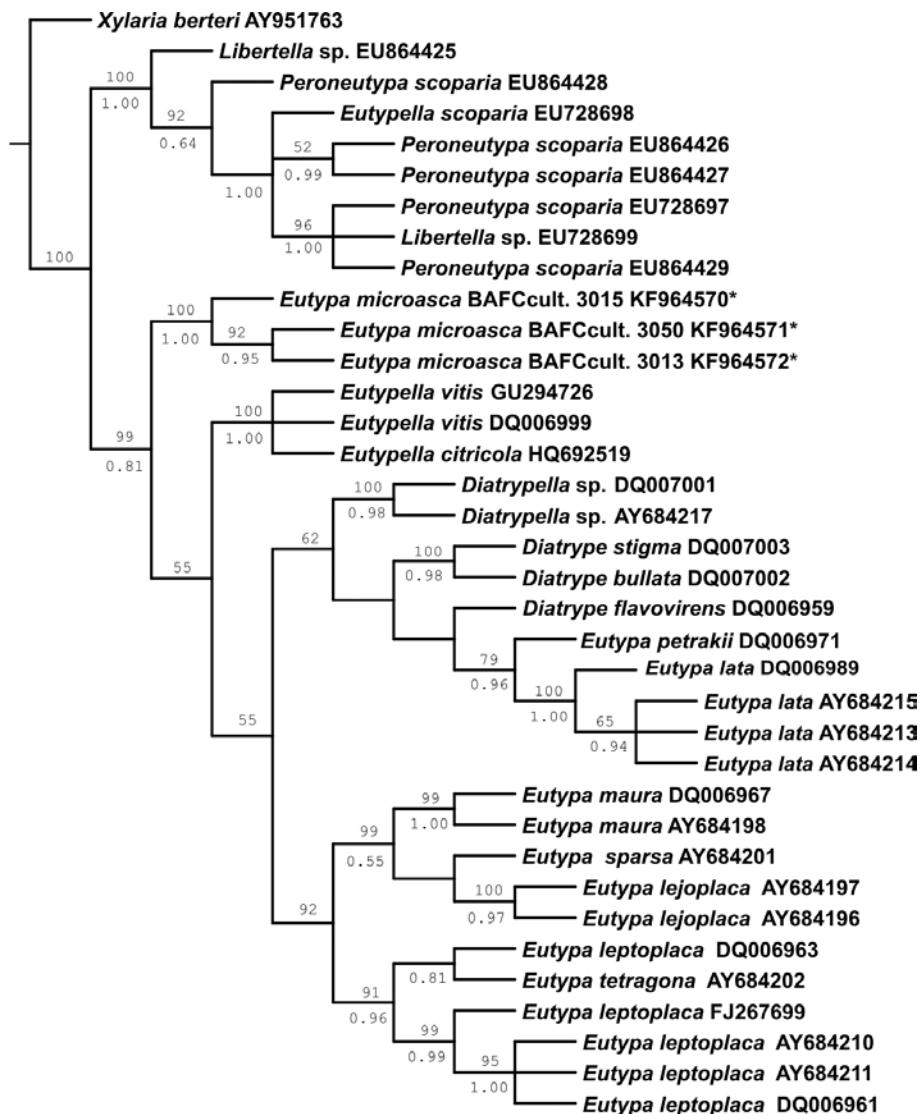 Xylaria berteri AY951763
Libertella sp. EU864425
100
1.00
Peroneutypa scoparia EU864428
92
0.64
Eutypella scoparia EU728698
1.00
Peroneutypa scoparia EU864426
52
0.99
Peroneutypa scoparia EU864427
Peroneutypa scoparia EU728697
96
1.00
Libertella sp. EU728699
Peroneutypa scoparia EU864429
100
Eutypa microasca BAFCcult. 3015 KF964570*
100
1.00
Eutypa microasca BAFCcult. 3050 KF964571*
92
0.95
Eutypa microasca BAFCcult. 3013 KF964572*
99
0.81
Eutypella vitis GU294726
100
1.00
Eutypella vitis DQ006999
Eutypella citricola HQ692519
55
Diatrypella sp. DQ007001
100
0.98
Diatrypella sp. AY684217
62
Diatrype stigma DQ007003
100
0.98
Diatrype bullata DQ007002
Diatrype flavovirens DQ006959
Eutypa petrakii DQ006971
79
0.96
Eutypa lata DQ006989
100
1.00
Eutypa lata AY684215
65
0.94
Eutypa lata AY684213
Eutypa lata AY684214
55
Eutypa maura DQ006967
99
1.00
Eutypa maura AY684198
99
0.55
Eutypa sparsa AY684201
Eutypa lejoplaca AY684197
100
0.97
Eutypa lejoplaca AY684196
92
Eutypa leptoplaca DQ006963
0.81
Eutypa tetragona AY684202
91
0.96
Eutypa leptoplaca FJ267699
99
0.99
Eutypa leptoplaca AY684210
95
1.00
Eutypa leptoplaca AY684211
Eutypa leptoplaca DQ006961